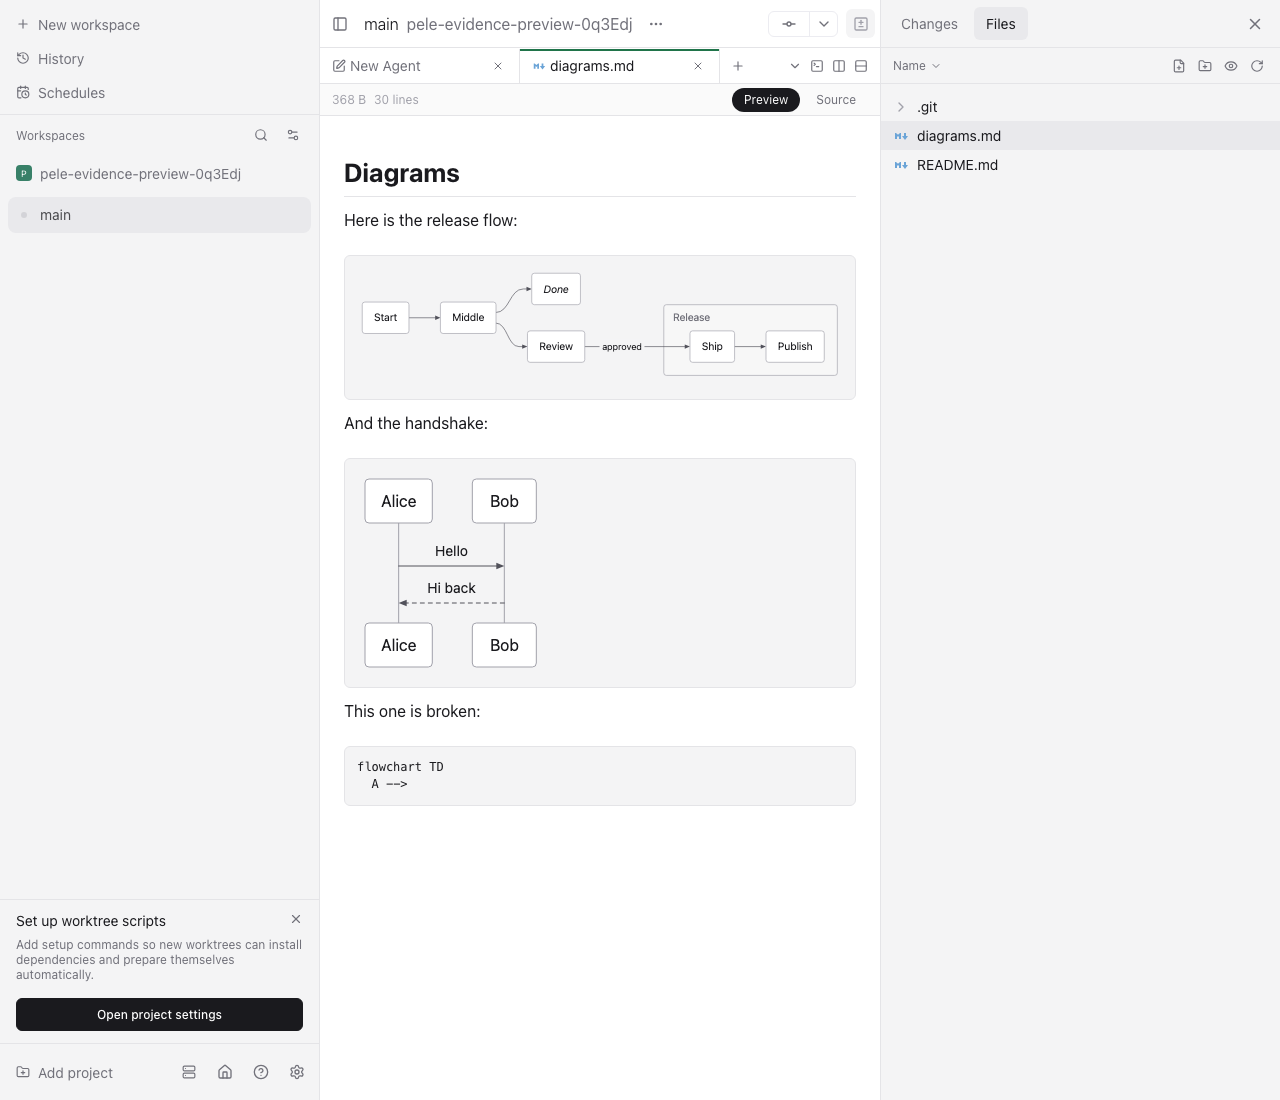 New workspace
History
Schedules
Workspaces
P pele-evidence-preview-0q3Edj
main
Set up worktree scripts
Add setup commands so new worktrees can install
dependencies and prepare themselves
automatically.
Open project settings
Add project
main pele-evidence-preview-0q3Edj
New Agent
diagrams.md
368 B 30 lines
Preview
Source
Diagrams
Here is the release flow:
Start
Middle
Done
Review
approved
Release
Ship
Publish
And the handshake:
Alice
Bob
Hello
Hi back
Alice
Bob
This one is broken:
flowchart TD
  A -->
Changes
Files
Name
.git
diagrams.md
README.md